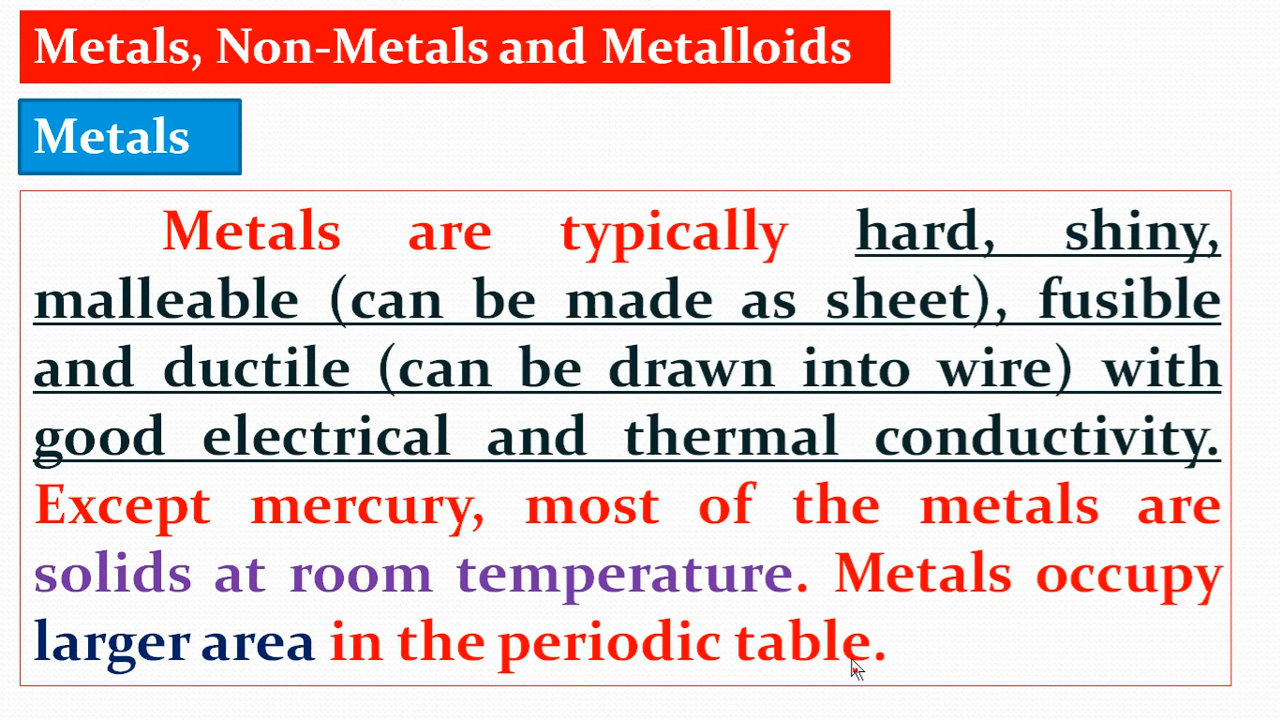 Metals, Non-Metals and Metalloids
Metals
Metals are typically hard, shiny,
malleable (can be made as sheet), fusible
and ductile (can be drawn into wire) with
good electrical and thermal conductivity.
Except mercury, most of the metals are
solids at room temperature. Metals occupy
larger area in the periodic table.